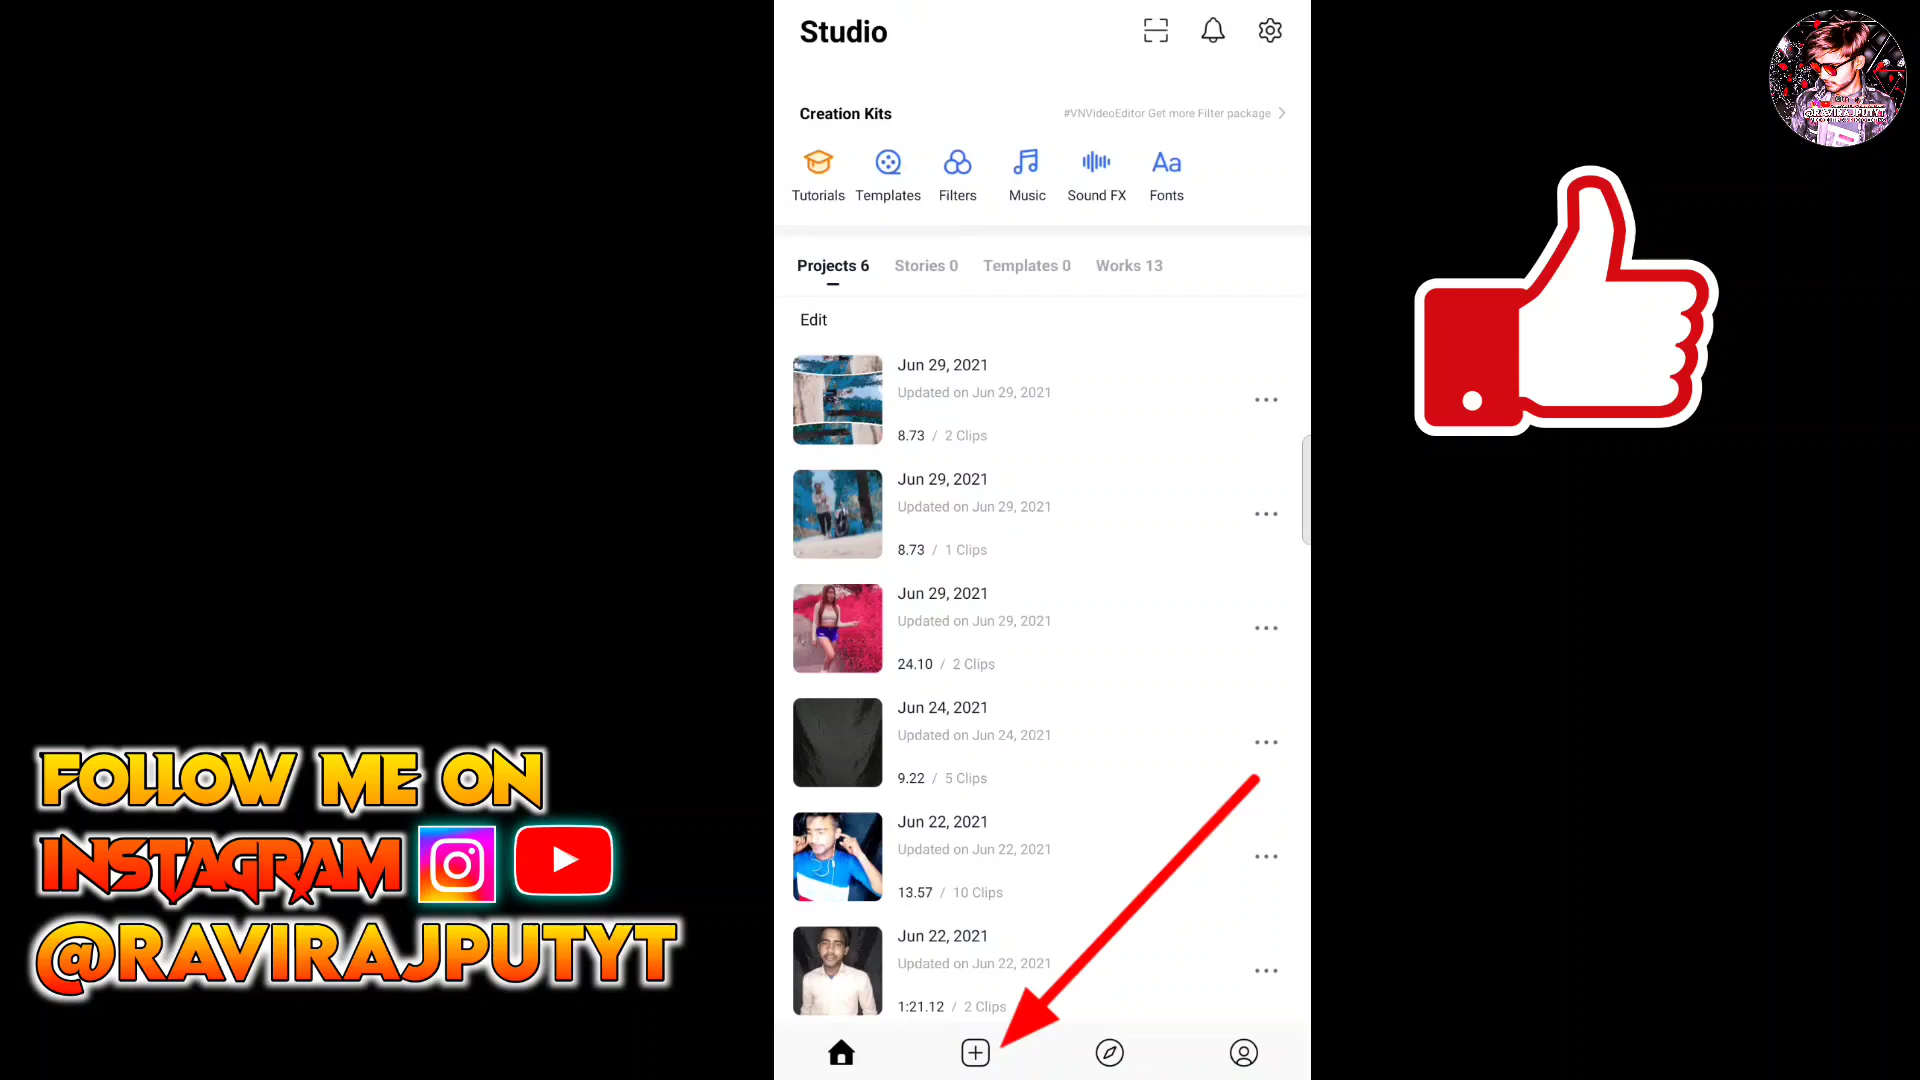 Studio
Creation Kits
#VNVideoEditor Get more Filter package
Tutorials Templates Filters Music Sound FX Fonts
Aa
Projects 6 Stories 0 Templates 0 Works 13
Edit
Jun 29, 2021
Updated on Jun 29, 2021
8.73 / 2 Clips
Jun 29, 2021
Updated on Jun 29, 2021
8.73 / 1 Clips
Jun 29, 2021
Updated on Jun 29, 2021
24.10 / 2 Clips
Jun 24, 2021
Updated on Jun 24, 2021
9.22 / 5 Clips
Jun 22, 2021
Updated on Jun 22, 2021
13.57 / 10 Clips
Jun 22, 2021
Updated on Jun 22, 2021
1:21.12 / 2 Clips
FOLLOW ME ON
INSTAGRAM
@RAVIRAJPUTYT
@RAVIRAJPUTYT